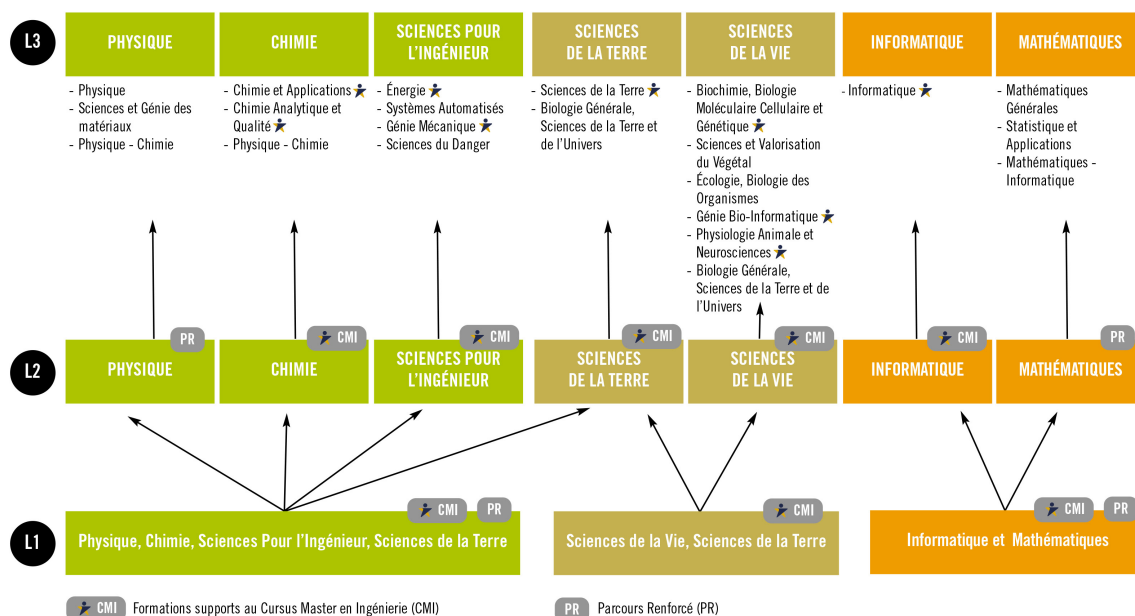 L3
PHYSIQUE
CHIMIE
SCIENCES POUR
L'INGÉNIEUR
SCIENCES
DE LA TERRE
SCIENCES
DE LA VIE
INFORMATIQUE
MATHÉMATIQUES
- Physique
- Sciences et Génie des
matériaux
- Physique - Chimie
- Chimie et Applications
- Chimie Analytique et
Qualité
- Physique - Chimie
- Énergie
- Systèmes Automatisés
- Génie Mécanique
- Sciences du Danger
- Sciences de la Terre
- Biologie Générale,
Sciences de la Terre et
de l'Univers
- Biochimie, Biologie
Moléculaire Cellulaire et
Génétique
- Sciences et Valorisation
du Végétal
- Écologie, Biologie des
Organismes
- Génie Bio-Informatique
- Physiologie Animale et
Neurosciences
- Biologie Générale,
Sciences de la Terre et de
l'Univers
- Informatique
- Mathématiques
Générales
- Statistique et
Applications
- Mathématiques -
Informatique
L2
PHYSIQUE
PR
CHIMIE
CMI
SCIENCES POUR
L'INGÉNIEUR
CMI
SCIENCES
DE LA TERRE
CMI
SCIENCES
DE LA VIE
CMI
INFORMATIQUE
CMI
MATHÉMATIQUES
PR
L1
CMI
PR
Physique, Chimie, Sciences Pour l'Ingénieur, Sciences de la Terre
CMI
Sciences de la Vie, Sciences de la Terre
CMI
PR
Informatique et Mathématiques
CMI Formations supports au Cursus Master en Ingénierie (CMI)
PR Parcours Renforcé (PR)